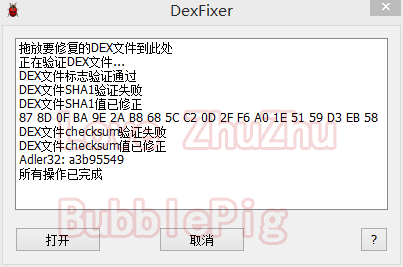 DexFixer
拖放要修复的DEX文件到此处
正在验证DEX文件...
DEX文件标志验证通过
DEX文件SHA1验证失败
DEX文件SHA1值已修正
87 8D 0F BA 9E 2A B8 68 5C C2 0D 2F F6 A0 1E 51 59 D3 EB 58
DEX文件checksum验证失败
DEX文件checksum值已修正
Adler32: a3b95549
所有操作已完成
BubblePig
打开
取消
?